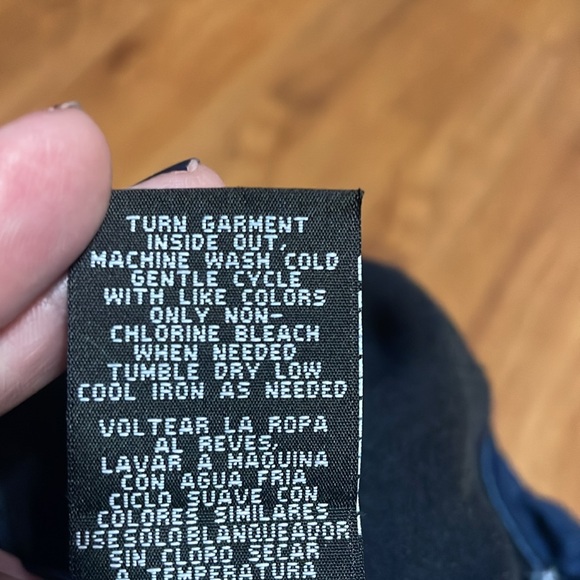 TURN GARMENT
INSIDE OUT,
MACHINE WASH COLD
GENTLE CYCLE
WITH LIKE COLORS
ONLY NON-
CHLORINE BLEACH
WHEN NEEDED
TUMBLE DRY LOW
COOL IRON AS NEEDED
VOLTEAR LA ROPA
AL REVES,
LAVAR A MAQUINA
CON AGUA FRIA
CICLO SUAVE CON
COLORES SIMILARES
USESOLOBLANQUEADOR
SIN CLORO SECAR
A TEMPERATURA